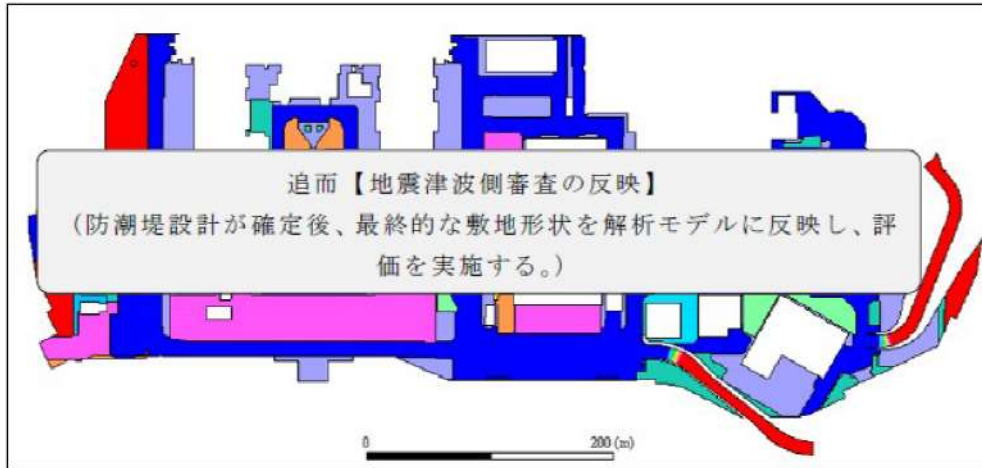 追而【地震津波側審査の反映】
(防潮堤設計が確定後、最終的な敷地形状を解析モデルに反映し、評
価を実施する。)
0 200 (m)